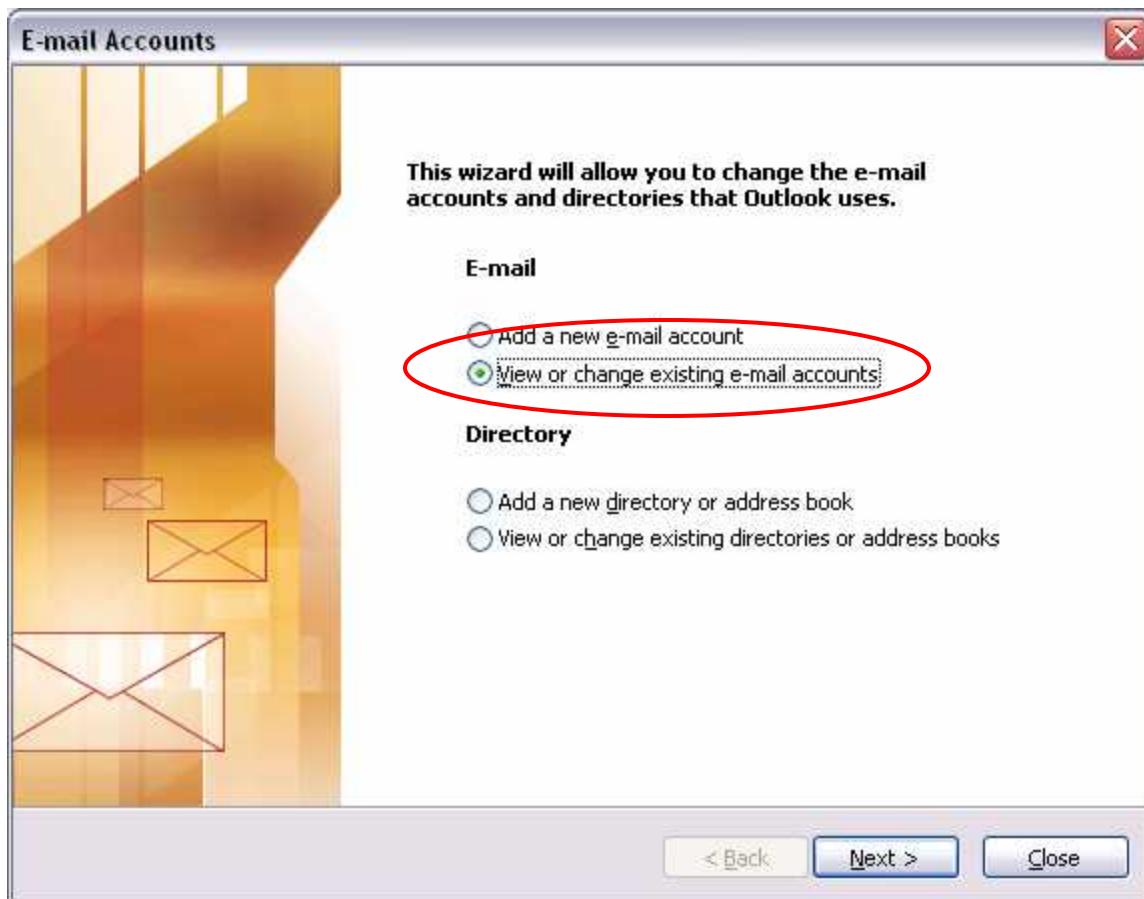 E-mail Accounts
This wizard will allow you to change the e-mail
accounts and directories that Outlook uses.
E-mail
Add a new e-mail account
View or change existing e-mail accounts
Directory
Add a new directory or address book
View or change existing directories or address books
< Back
Next >
Close